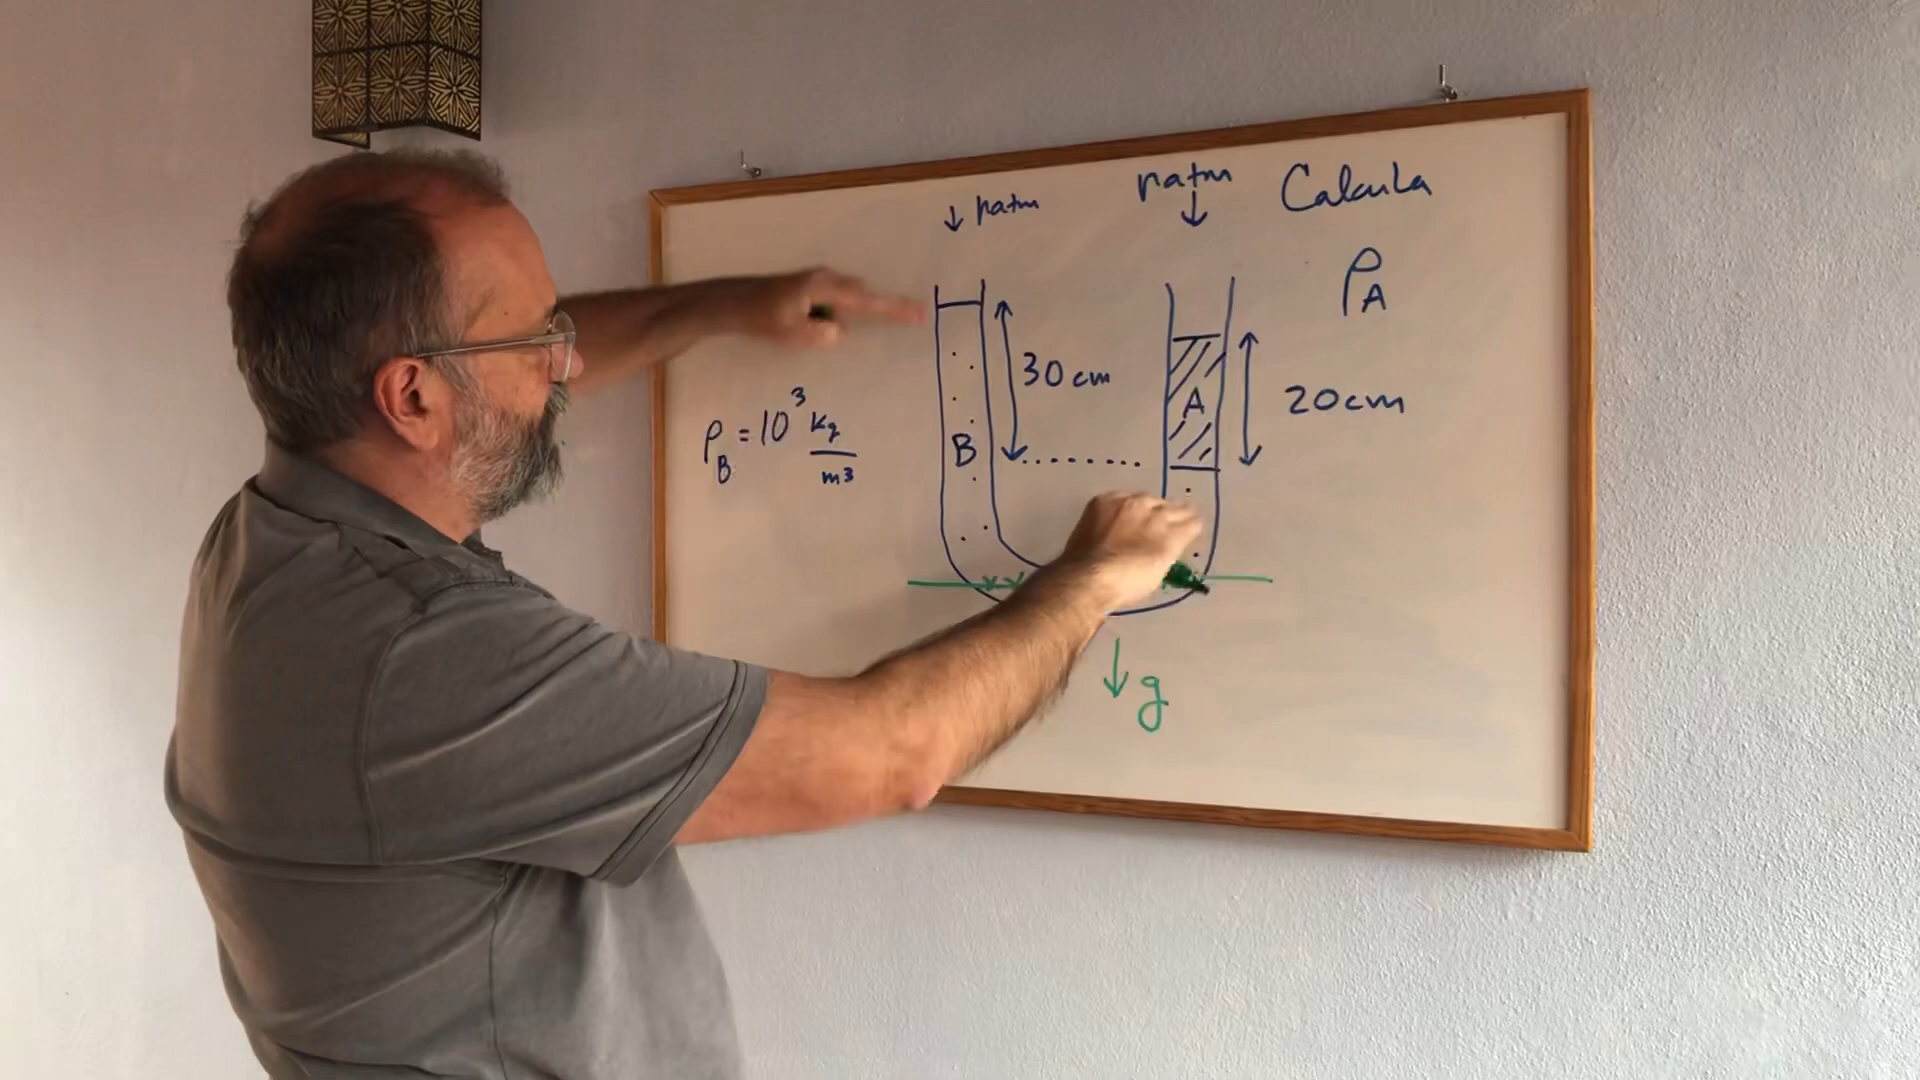 ↓ patm
patm
↓
Calcula
ρA
30 cm
A
20cm
ρB = 10³ kg/m³
B
↓ g